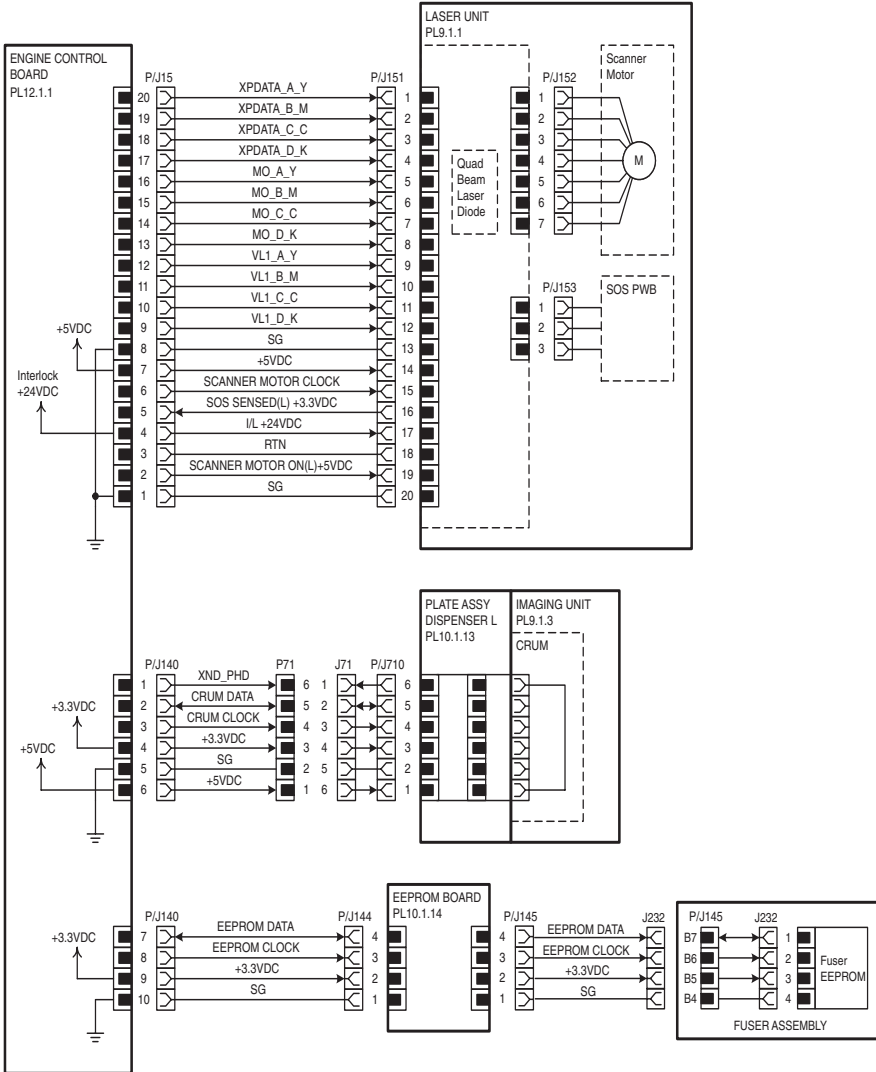 LASER UNIT
PL9.1.1
ENGINE CONTROL
BOARD
PL12.1.1
P/J15
P/J151
P/J152
Scanner
Motor
M
Quad
Beam
Laser
Diode
20 XPDATA_A_Y 1
19 XPDATA_B_M 2
18 XPDATA_C_C 3
17 XPDATA_D_K 4
16 MO_A_Y 5
15 MO_B_M 6
14 MO_C_C 7
13 MO_D_K 8
12 VL1_A_Y 9
11 VL1_B_M 10
10 VL1_C_C 11
9 VL1_D_K 12
8 SG 13
7 +5VDC 14
6 SCANNER MOTOR CLOCK 15
5 SOS SENSED(L) +3.3VDC 16
4 I/L +24VDC 17
3 RTN 18
2 SCANNER MOTOR ON(L)+5VDC 19
1 SG 20
1
2
3
4
5
6
7
P/J153
SOS PWB
1
2
3
+5VDC
Interlock
+24VDC
PLATE ASSY
DISPENSER L
PL10.1.13
IMAGING UNIT
PL9.1.3
CRUM
P/J140
P71
J71
P/J710
1 XND_PHD 6 1 6
2 CRUM DATA 5 2 5
3 CRUM CLOCK 4 3 4
4 +3.3VDC 3 4 3
5 SG 2 5 2
6 +5VDC 1 6 1
+3.3VDC
+5VDC
EEPROM BOARD
PL10.1.14
P/J140
P/J144
P/J145
J232
P/J145
J232
7 EEPROM DATA 4 4 EEPROM DATA B7 1
8 EEPROM CLOCK 3 3 EEPROM CLOCK B6 2
9 +3.3VDC 2 2 +3.3VDC B5 3
10 SG 1 1 SG B4 4
+3.3VDC
Fuser
EEPROM
FUSER ASSEMBLY